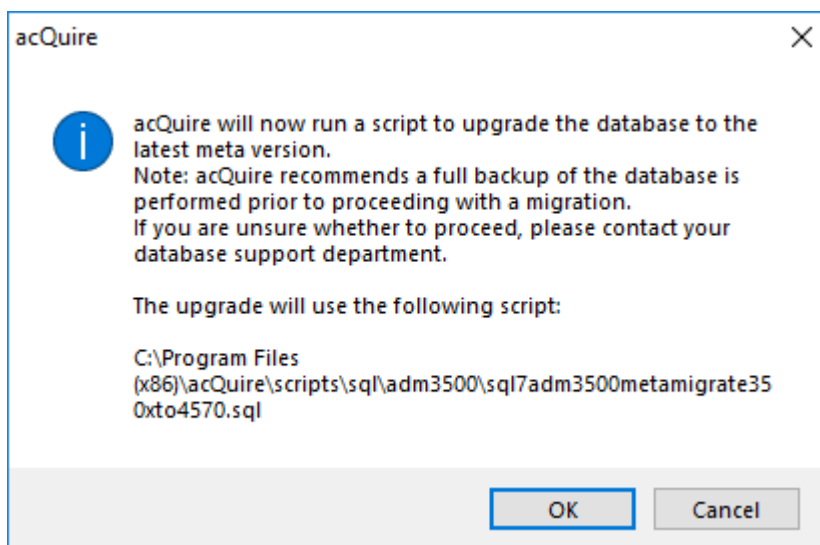 acQuire
acQuire will now run a script to upgrade the database to the
latest meta version.
Note: acQuire recommends a full backup of the database is
performed prior to proceeding with a migration.
If you are unsure whether to proceed, please contact your
database support department.
The upgrade will use the following script:
C:\Program Files
(x86)\acQuire\scripts\sql\adm3500\sql7adm3500metamigrate35
0xto4570.sql
OK
Cancel